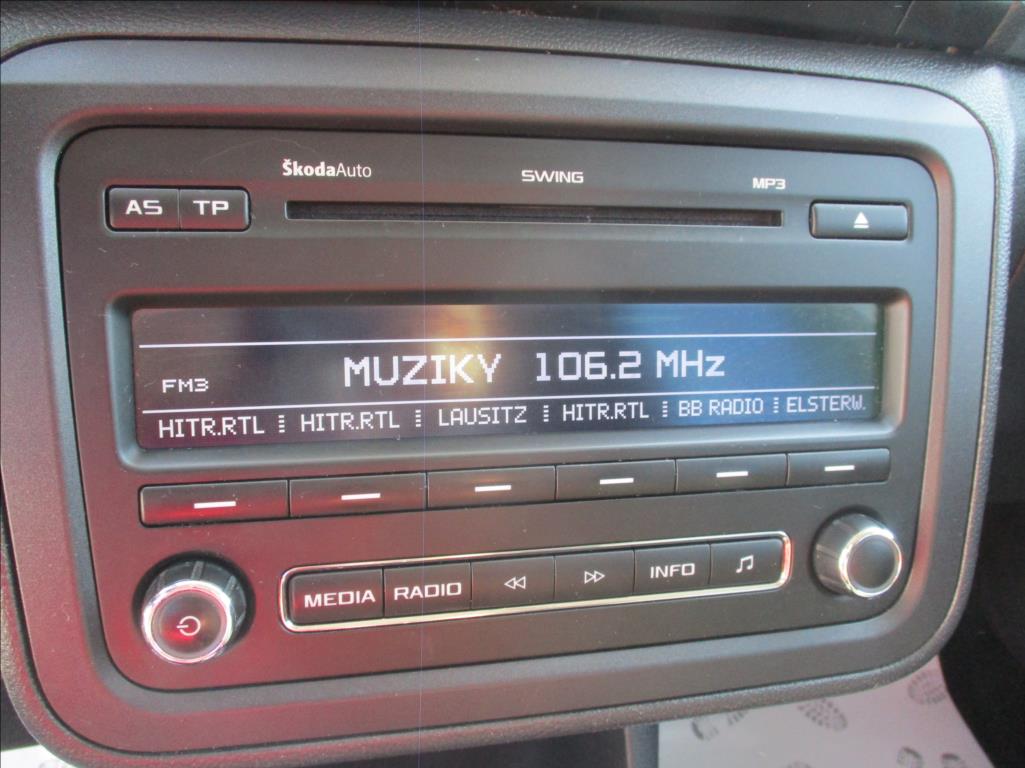 ŠkodaAuto SWING MP3
AS TP
MUZIKY 106.2 MHz
FM3
HITR.RTL HITR.RTL LAUSITZ HITR.RTL BB RADIO ELSTERW.
MEDIA RADIO INFO